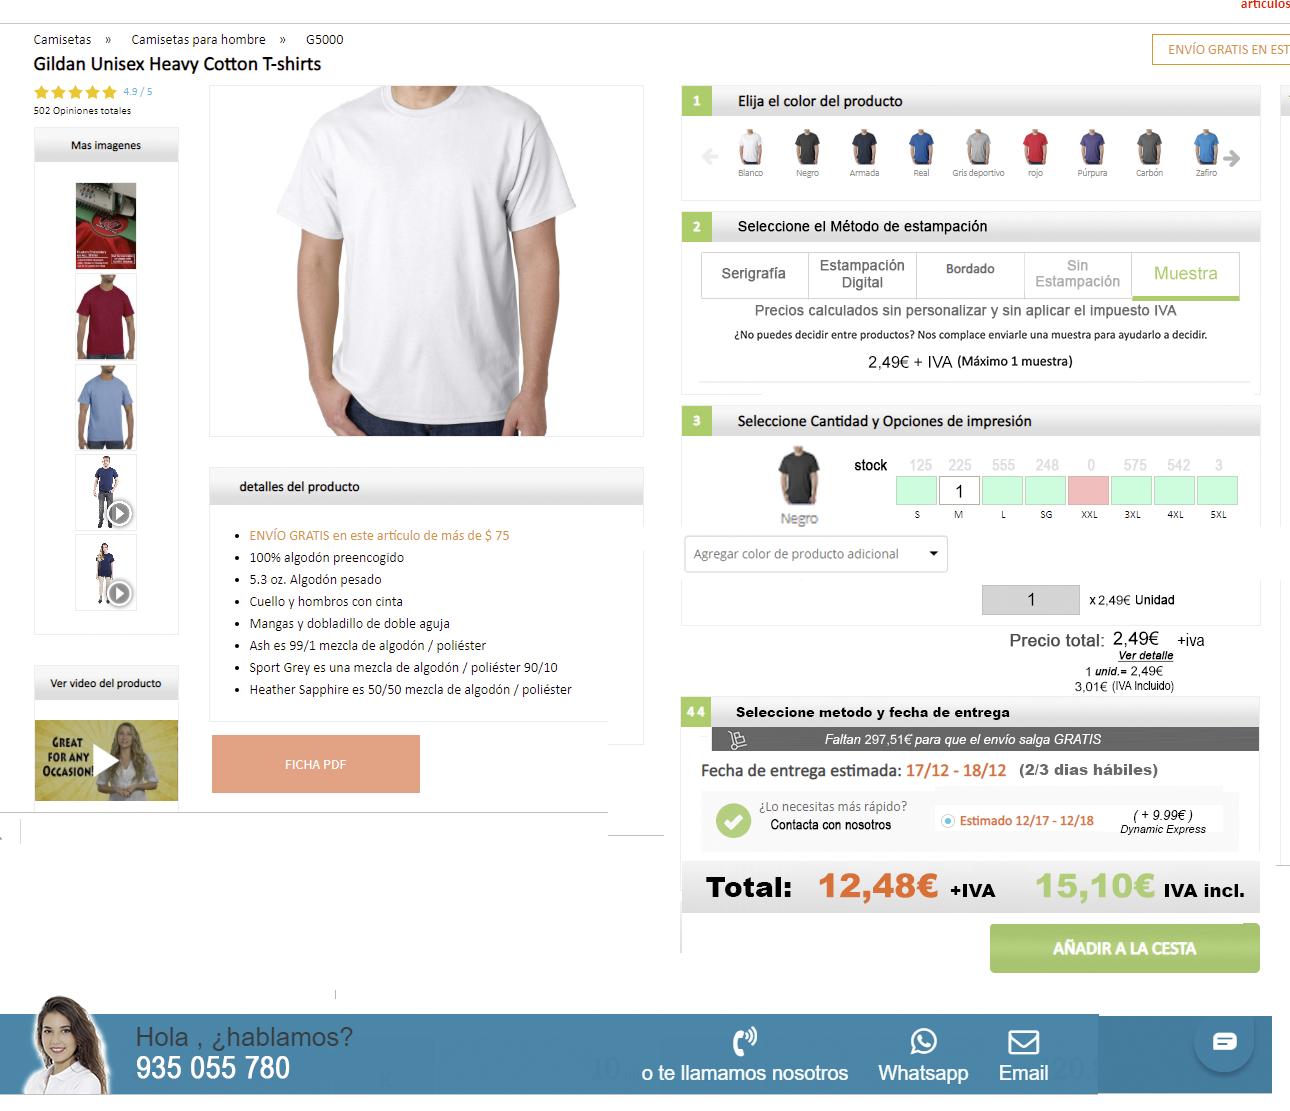 artículos
Camisetas » Camisetas para hombre » G5000
ENVÍO GRATIS EN EST
Gildan Unisex Heavy Cotton T-shirts
4.9 / 5
502 Opiniones totales
Mas imagenes
Ver video del producto
GREAT
FOR ANY
OCCASION!
detalles del producto
ENVÍO GRATIS en este artículo de más de $ 75
100% algodón preencogido
5.3 oz. Algodón pesado
Cuello y hombros con cinta
Mangas y dobladillo de doble aguja
Ash es 99/1 mezcla de algodón / poliéster
Sport Grey es una mezcla de algodón / poliéster 90/10
Heather Sapphire es 50/50 mezcla de algodón / poliéster
FICHA PDF
1 Elija el color del producto
Blanco Negro Armada Real Gris deportivo rojo Púrpura Carbón Zafiro
2 Seleccione el Método de estampación
Serigrafía
Estampación
Digital
Bordado
Sin
Estampación
Muestra
Precios calculados sin personalizar y sin aplicar el impuesto IVA
¿No puedes decidir entre productos? Nos complace enviarle una muestra para ayudarlo a decidir.
2,49€ + IVA (Máximo 1 muestra)
3 Seleccione Cantidad y Opciones de impresión
stock 125 225 555 248 0 575 542 3
1
S M L SG XXL 3XL 4XL 5XL
Negro
Agregar color de producto adicional
1 x 2,49€ Unidad
Precio total: 2,49€ +iva
Ver detalle
1 unid.= 2,49€
3,01€ (IVA Incluido)
44 Seleccione metodo y fecha de entrega
Faltan 297,51€ para que el envío salga GRATIS
Fecha de entrega estimada: 17/12 - 18/12 (2/3 dias hábiles)
¿Lo necesitas más rápido?
Contacta con nosotros
Estimado 12/17 - 12/18
( + 9.99€ )
Dynamic Express
Total: 12,48€ +IVA 15,10€ IVA incl.
AÑADIR A LA CESTA
Hola , ¿hablamos?
935 055 780
o te llamamos nosotros
Whatsapp
Email